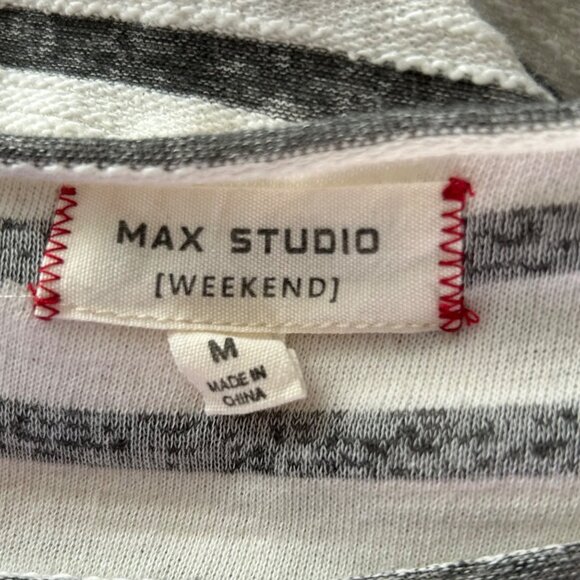 MAX STUDIO
[WEEKEND]
M
MADE IN
CHINA